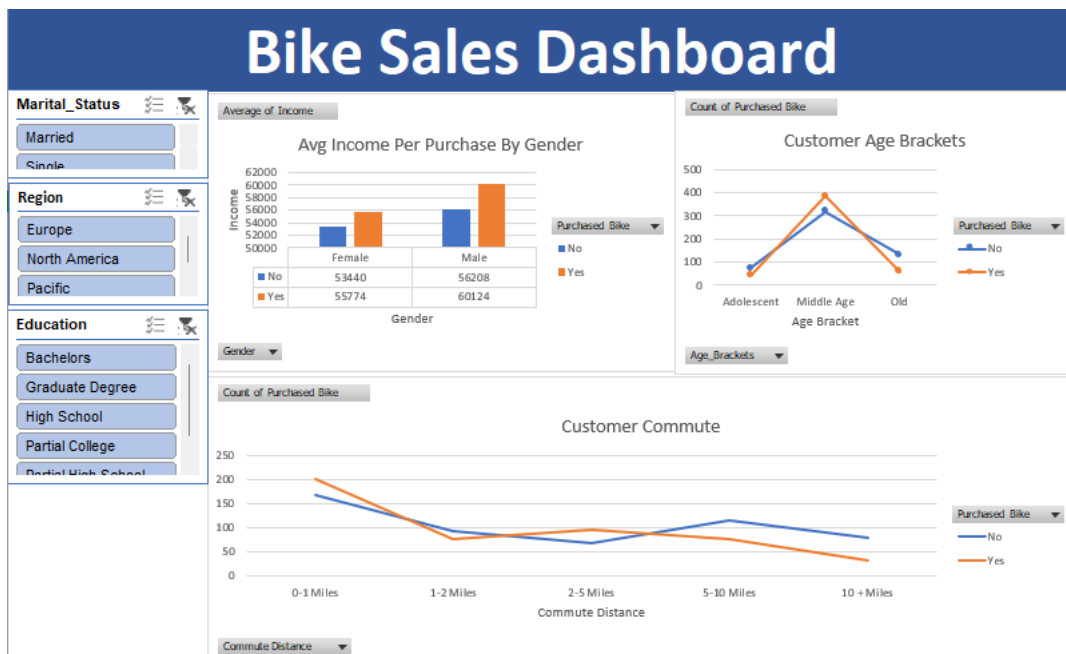 Bike Sales Dashboard
Marital_Status
Married
Single
Region
Europe
North America
Pacific
Education
Bachelors
Graduate Degree
High School
Partial College
Partial High School
Average of Income
Avg Income Per Purchase By Gender
62000
60000
58000
56000
54000
52000
50000
Income
Female Male
No 53440 56208
Yes 55774 60124
Gender
Purchased Bike
No
Yes
Gender
Count of Purchased Bike
Customer Age Brackets
500
400
300
200
100
0
Adolescent Middle Age Old
Age Bracket
Purchased Bike
No
Yes
Age_Brackets
Count of Purchased Bike
Customer Commute
250
200
150
100
50
0
0-1 Miles 1-2 Miles 2-5 Miles 5-10 Miles 10 + Miles
Commute Distance
Purchased Bike
No
Yes
Commute Distance